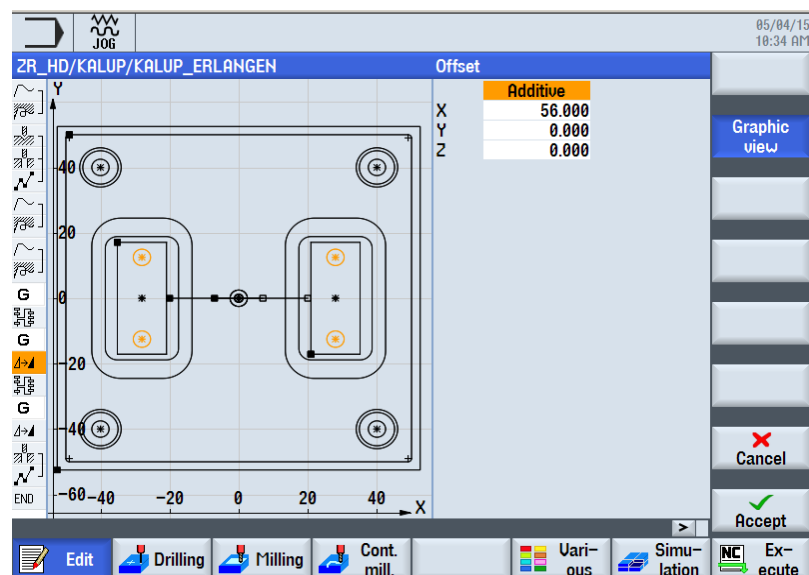 JOG
05/04/15
10:34 AM
ZR_HD/KALUP/KALUP_ERLANGEN
Offset
Additive
X 56.000
Y 0.000
Z 0.000
Graphic
view
Y
40
20
0
-20
-40
-60
-40 -20 0 20 40
X
G
G
G
END
Cancel
Accept
>
Edit
Drilling
Milling
Cont.
mill.
Vari-
ous
Simu-
lation
NC
Ex-
ecute